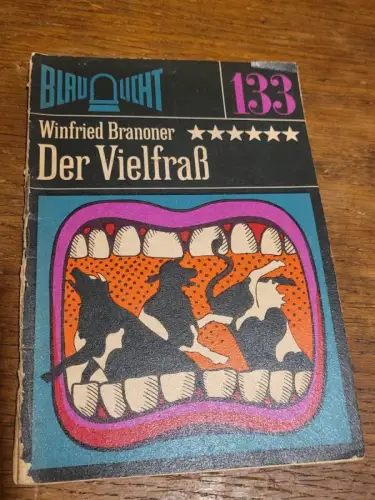 BLAULICHT
133
Winfried Branoner
Der Vielfraß